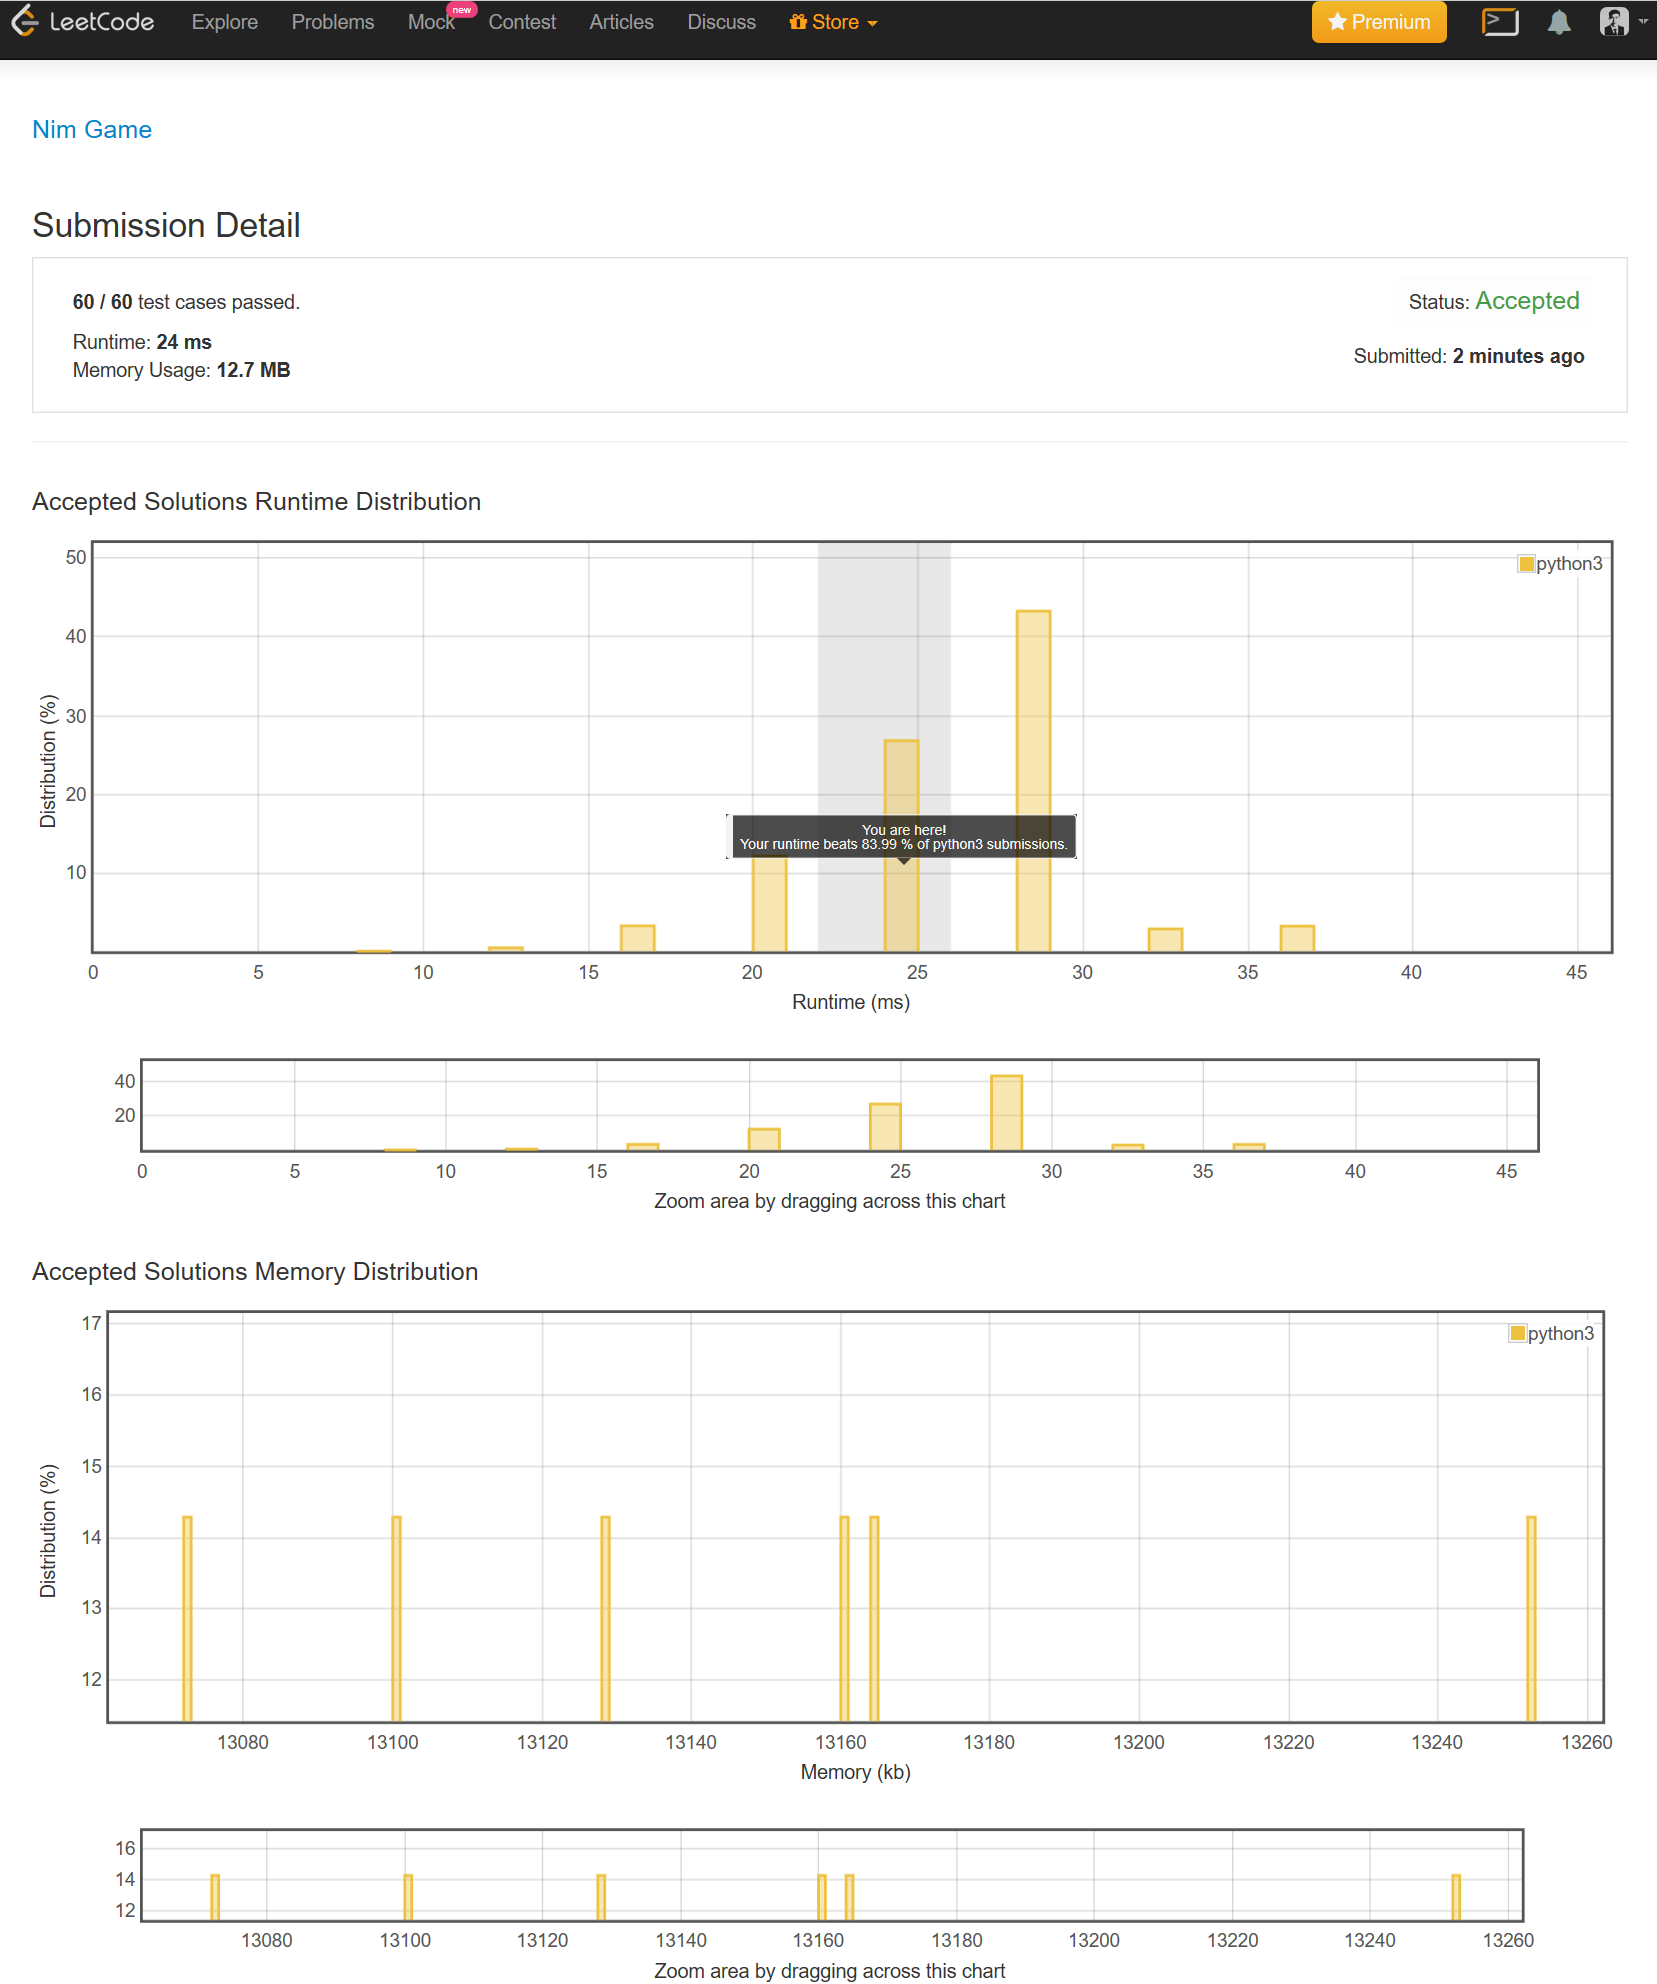 LeetCode Explore Problems Mock new Contest Articles Discuss Store Premium
Nim Game
Submission Detail
60 / 60 test cases passed.
Status: Accepted
Runtime: 24 ms
Submitted: 2 minutes ago
Memory Usage: 12.7 MB
Accepted Solutions Runtime Distribution
50
40
30
20
10
Distribution (%)
python3
You are here!
Your runtime beats 83.99 % of python3 submissions.
0 5 10 15 20 25 30 35 40 45
Runtime (ms)
40
20
0 5 10 15 20 25 30 35 40 45
Zoom area by dragging across this chart
Accepted Solutions Memory Distribution
17
16
15
14
13
12
Distribution (%)
python3
13080 13100 13120 13140 13160 13180 13200 13220 13240 13260
Memory (kb)
16
14
12
13080 13100 13120 13140 13160 13180 13200 13220 13240 13260
Zoom area by dragging across this chart